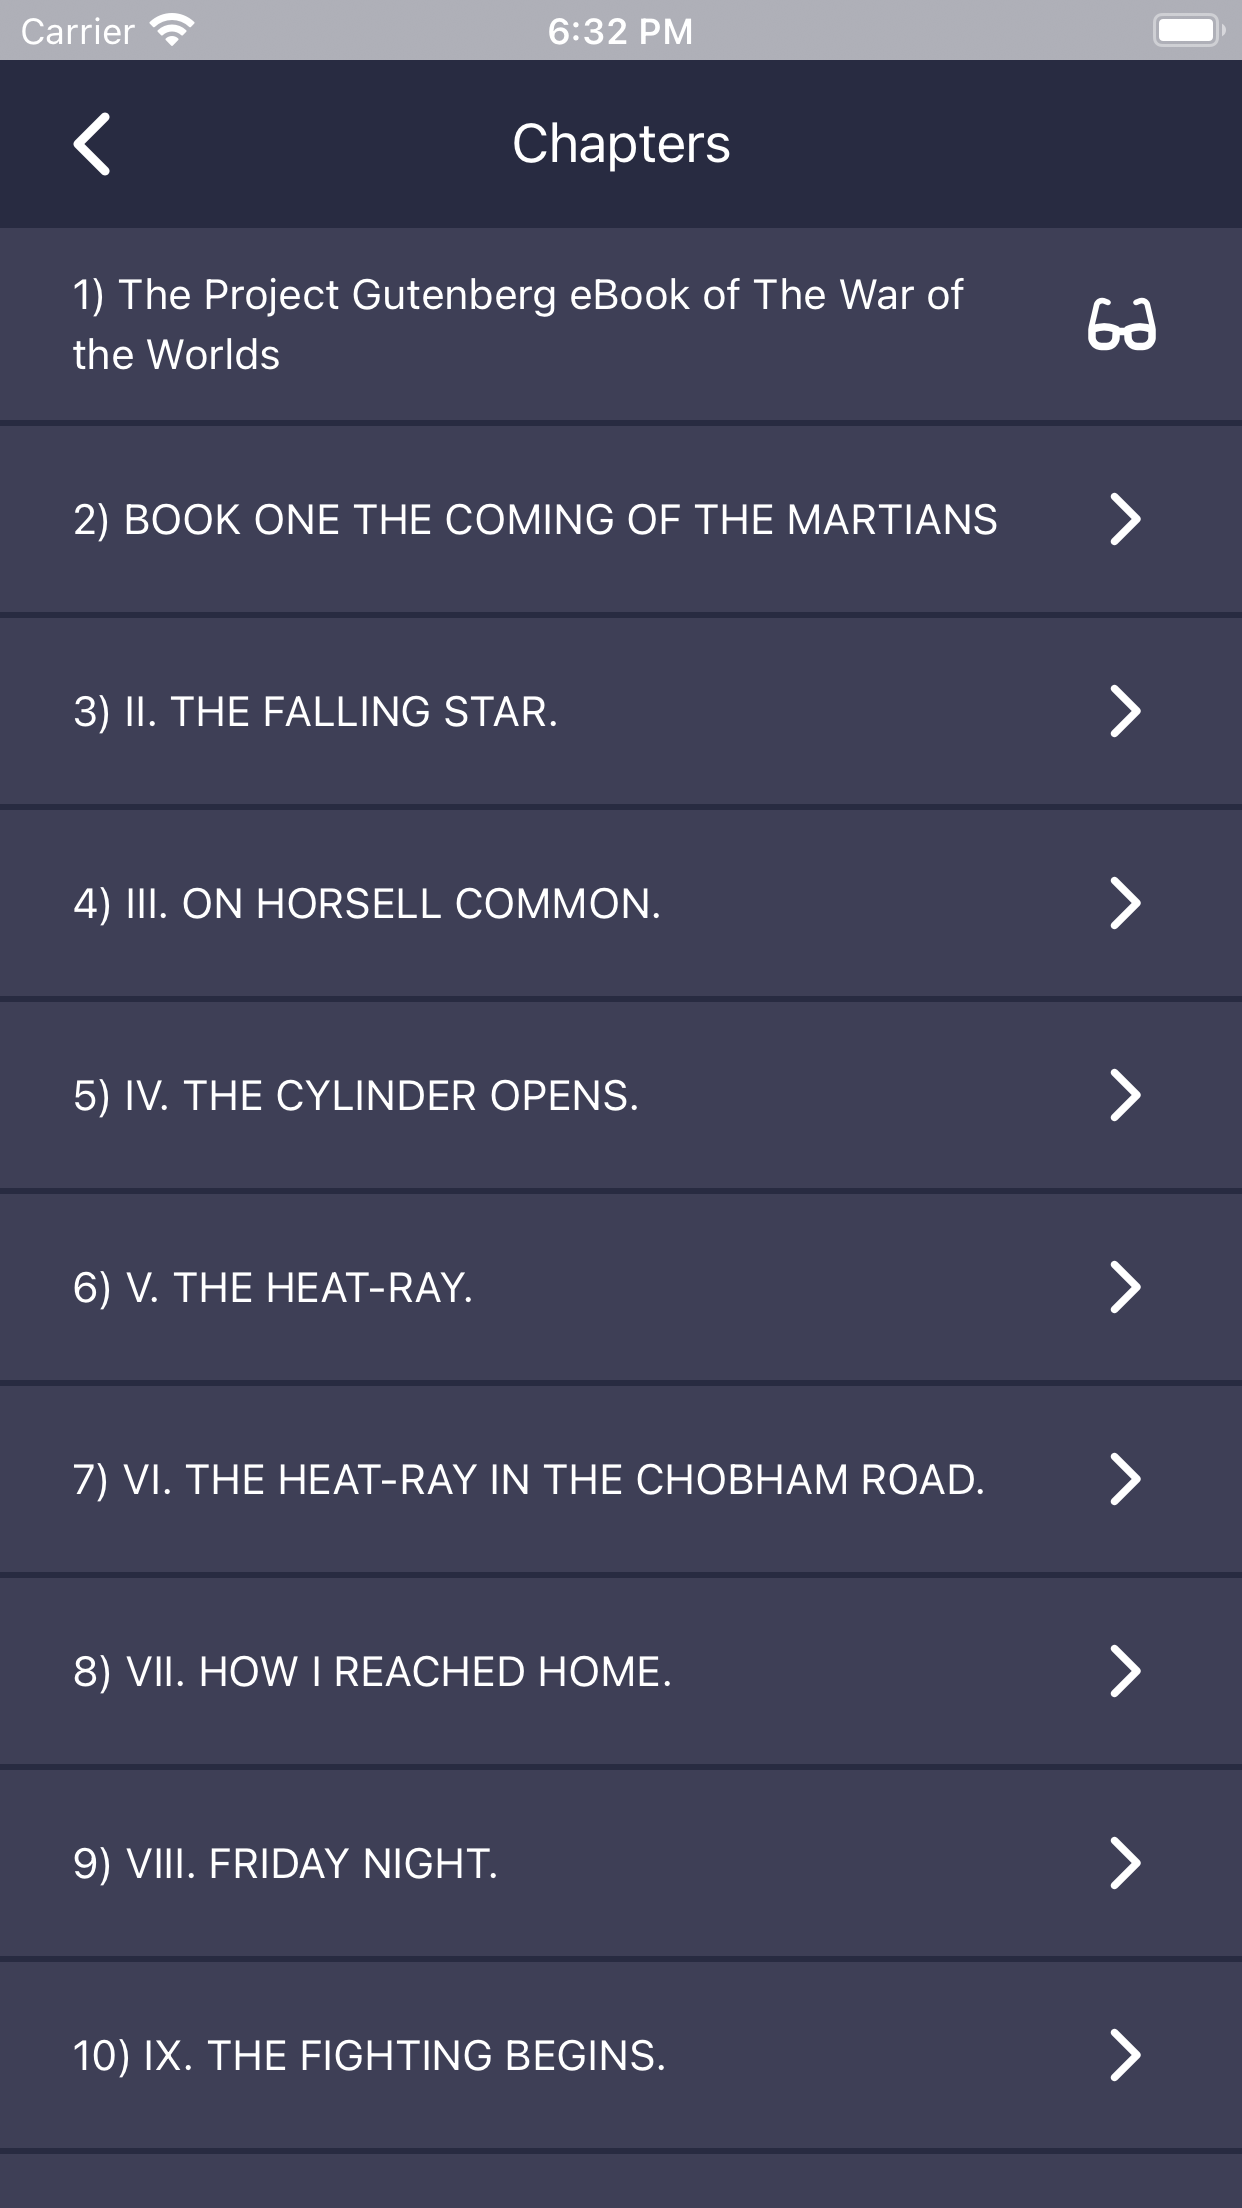 Carrier 6:32 PM
Chapters
1) The Project Gutenberg eBook of The War of
the Worlds
2) BOOK ONE THE COMING OF THE MARTIANS
3) II. THE FALLING STAR.
4) III. ON HORSELL COMMON.
5) IV. THE CYLINDER OPENS.
6) V. THE HEAT-RAY.
7) VI. THE HEAT-RAY IN THE CHOBHAM ROAD.
8) VII. HOW I REACHED HOME.
9) VIII. FRIDAY NIGHT.
10) IX. THE FIGHTING BEGINS.